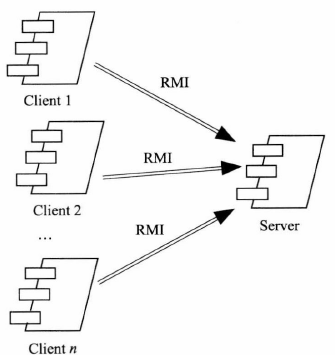 RMI
Client 1
RMI
Client 2
Server
...
RMI
Client n